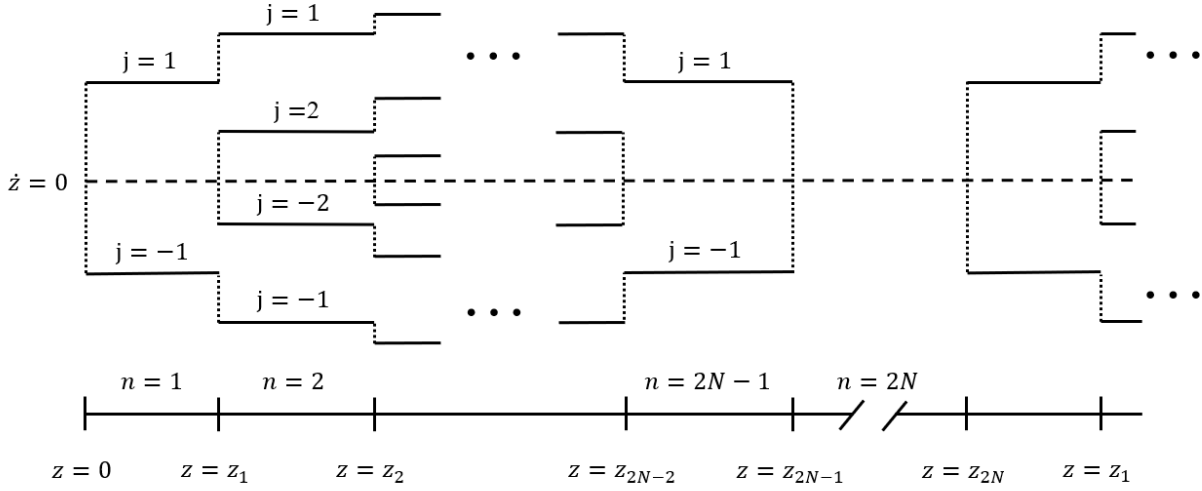 j = 1
j = 1
j = 1
j =2
ż = 0
j = −2
j = −1
j = −1
j = −1
n = 1 n = 2 n = 2N − 1 n = 2N
z = 0 z = z₁ z = z₂ z = z₂N₋₂ z = z₂N₋₁ z = z₂N z = z₁